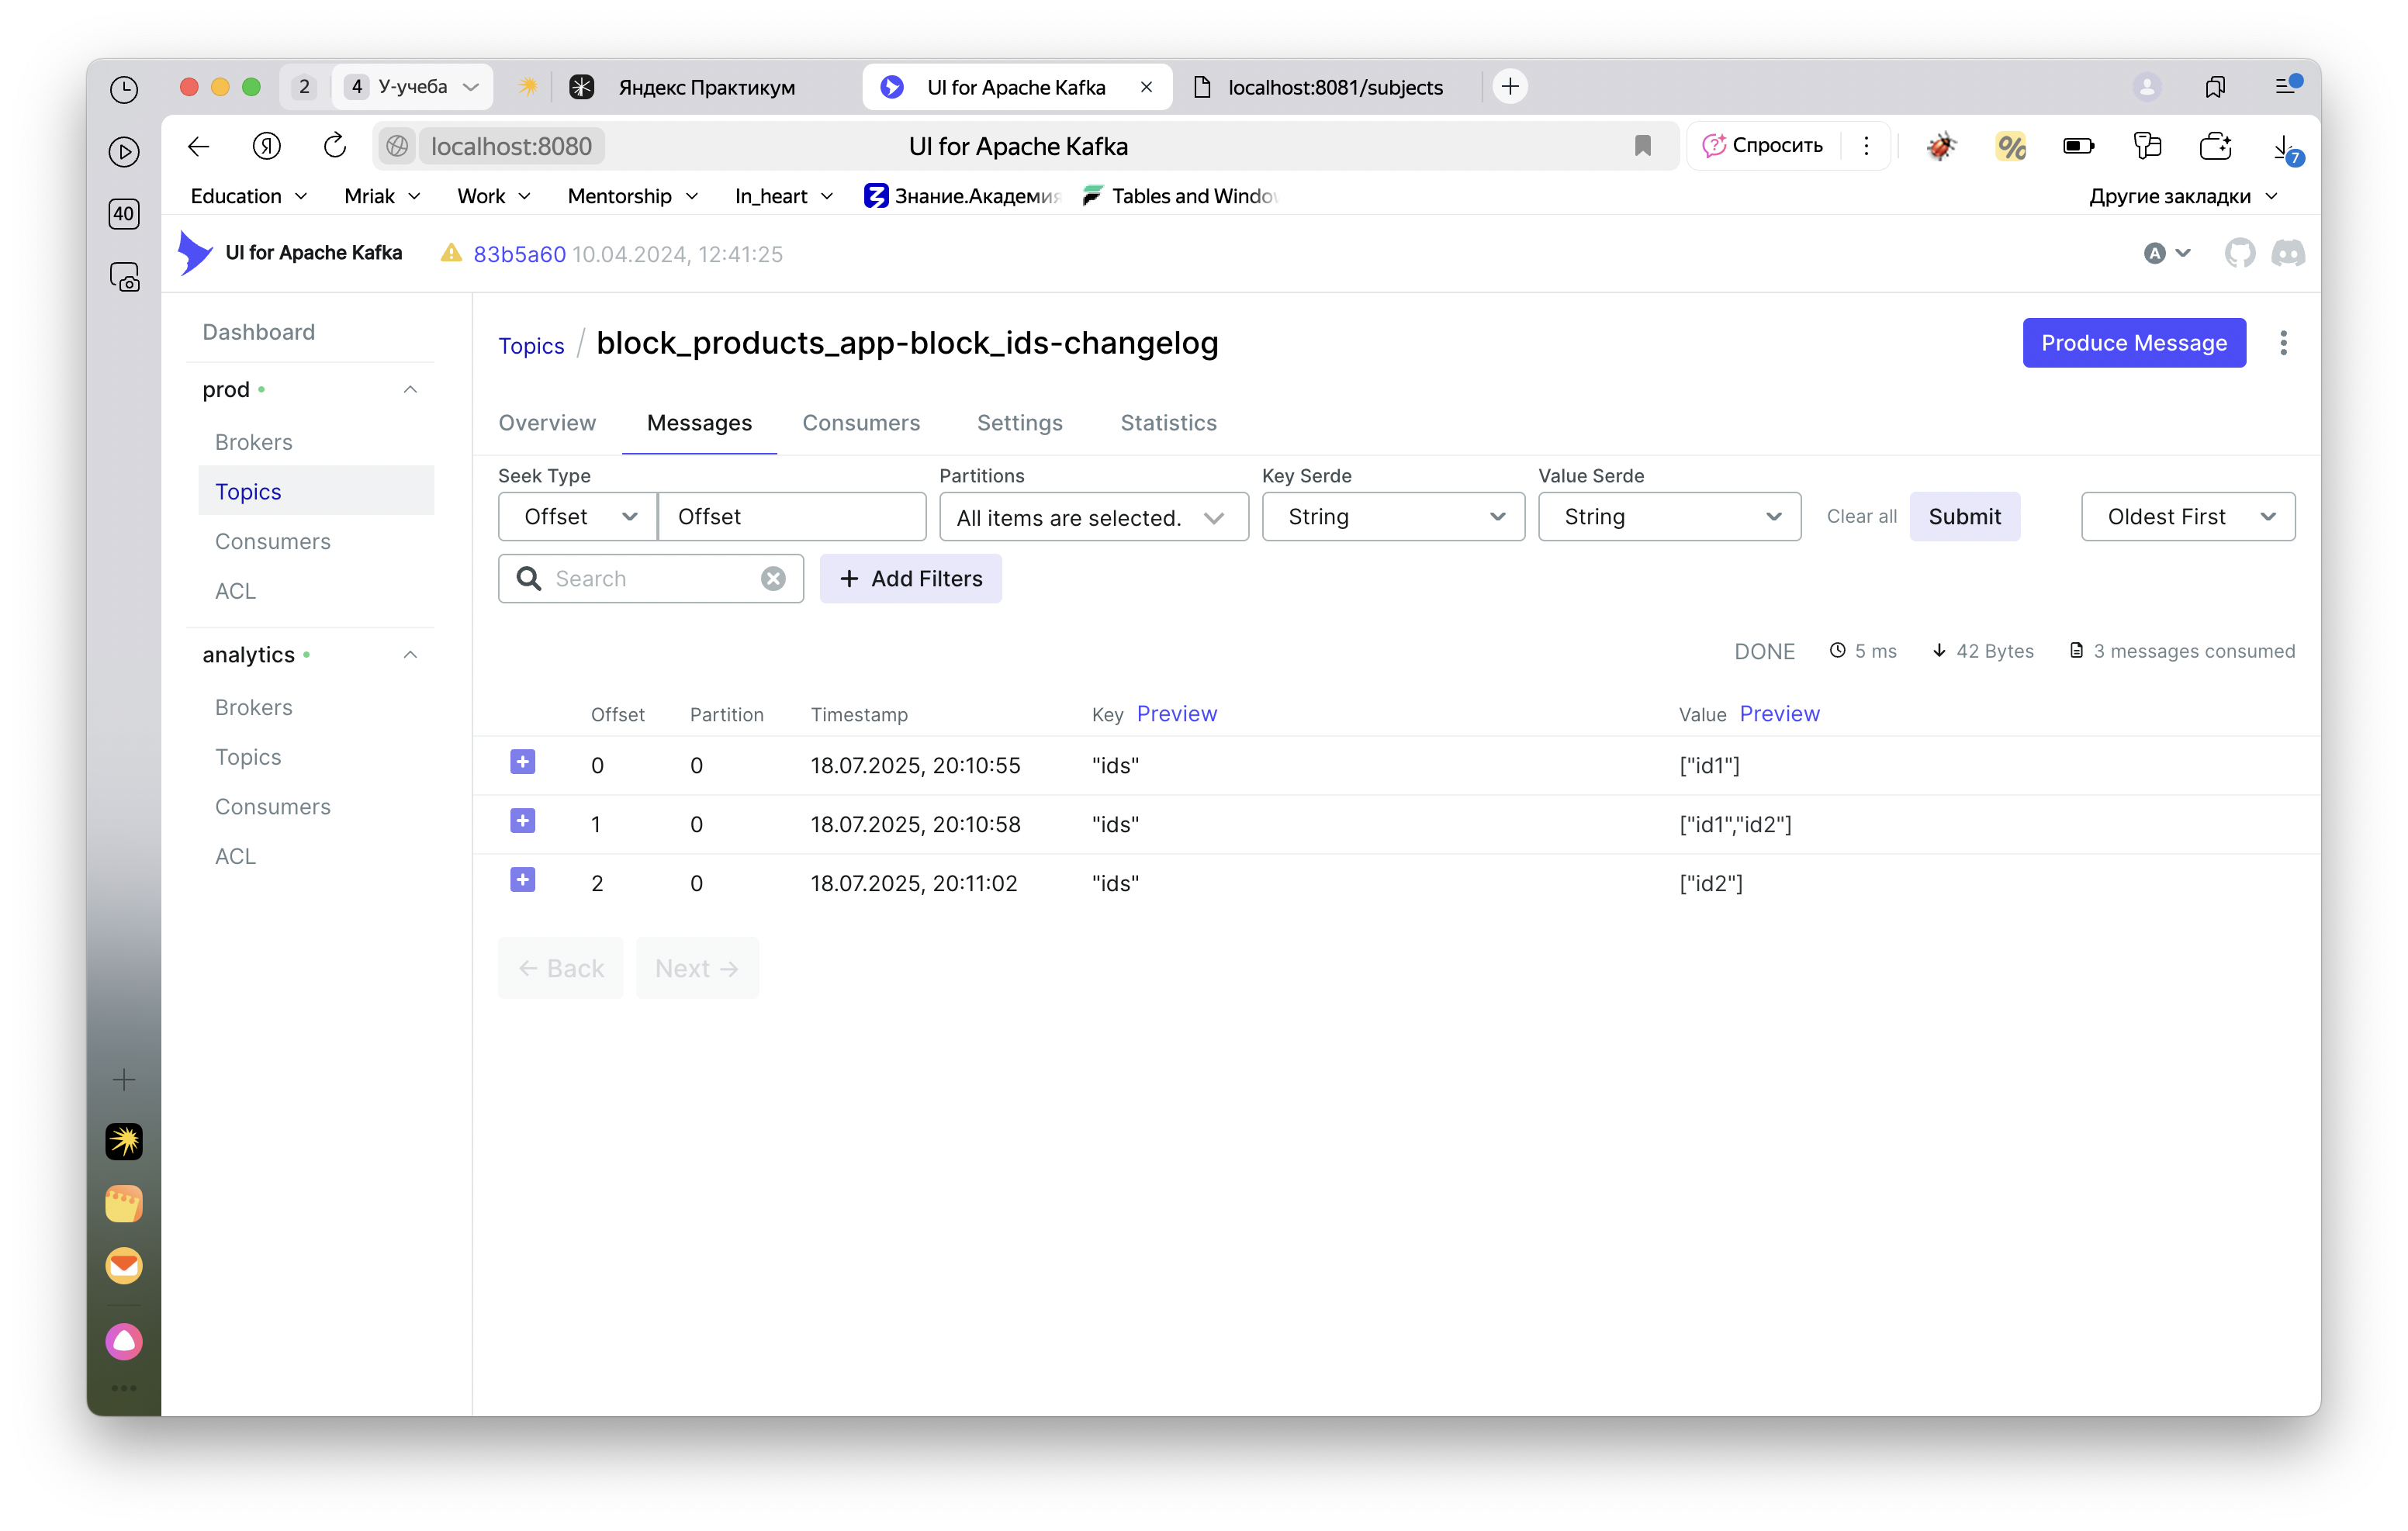 2 4 У-учеба Яндекс Практикум UI for Apache Kafka localhost:8081/subjects
localhost:8080 UI for Apache Kafka Спросить 7
40
Education Mriak Work Mentorship In_heart Знание.Академия Tables and Windo Другие закладки
UI for Apache Kafka 83b5a60 10.04.2024, 12:41:25 A
Dashboard
prod
Brokers
Topics
Consumers
ACL
analytics
Brokers
Topics
Consumers
ACL
Topics / block_products_app-block_ids-changelog Produce Message
Overview Messages Consumers Settings Statistics
Seek Type Partitions Key Serde Value Serde
Offset Offset All items are selected. String String Clear all Submit Oldest First
Search Add Filters
DONE 5 ms 42 Bytes 3 messages consumed
Offset Partition Timestamp Key Preview Value Preview
0 0 18.07.2025, 20:10:55 "ids" ["id1"]
1 0 18.07.2025, 20:10:58 "ids" ["id1","id2"]
2 0 18.07.2025, 20:11:02 "ids" ["id2"]
← Back Next →